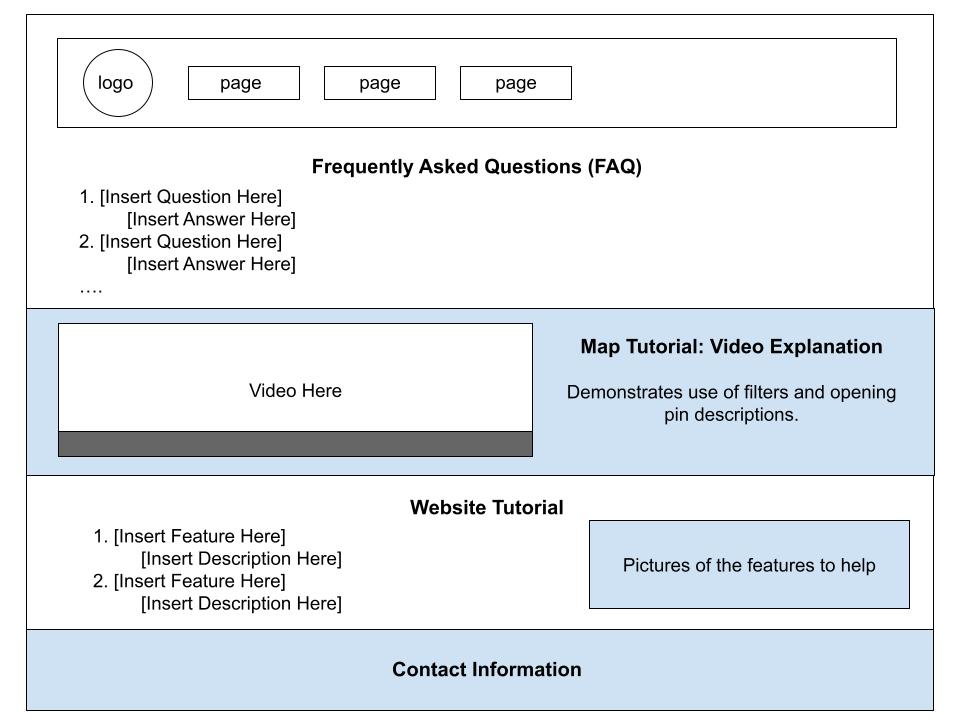 logo
page
page
page
Frequently Asked Questions (FAQ)
1. [Insert Question Here]
[Insert Answer Here]
2. [Insert Question Here]
[Insert Answer Here]
….
Video Here
Map Tutorial: Video Explanation
Demonstrates use of filters and opening
pin descriptions.
Website Tutorial
1. [Insert Feature Here]
[Insert Description Here]
2. [Insert Feature Here]
[Insert Description Here]
Pictures of the features to help
Contact Information